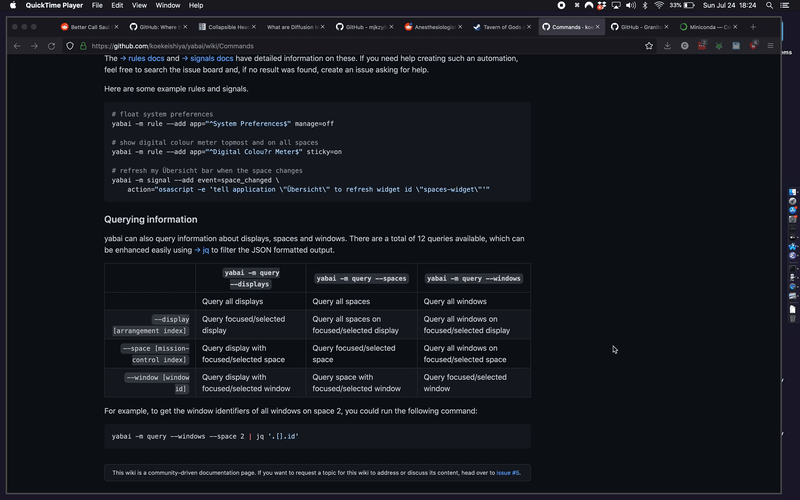 QuickTime Player File Edit View Window Help
33% Sun Jul 24 18:24
Better Call Sau
GitHub: Where
Collapsible Head
What are Diffusion M
GitHub – mjkzy/
Anesthesiologis
Tavern of Gods
Commands · koe
GitHub – Granit
Miniconda — Co
https://github.com/koekeishiya/yabai/wiki/Commands
The → rules docs and → signals docs have detailed information on these. If you need help creating such an automation,
feel free to search the issue board and, if no result was found, create an issue asking for help.
Here are some example rules and signals.
# float system preferences
yabai -m rule --add app="^System Preferences$" manage=off
# show digital colour meter topmost and on all spaces
yabai -m rule --add app="^Digital Colou?r Meter$" sticky=on
# refresh my Übersicht bar when the space changes
yabai -m signal --add event=space_changed \
action="osascript -e 'tell application \"Übersicht\" to refresh widget id \"spaces-widget\"'"
Querying information
yabai can also query information about displays, spaces and windows. There are a total of 12 queries available, which can
be enhanced easily using → jq to filter the JSON formatted output.
yabai -m query
--displays
yabai -m query --spaces
yabai -m query --windows
Query all displays
Query all spaces
Query all windows
--display
[arrangement index]
Query focused/selected
display
Query all spaces on
focused/selected display
Query all windows on
focused/selected display
--space [mission-
control index]
Query display with
focused/selected space
Query focused/selected
space
Query all windows on
focused/selected space
--window [window
id]
Query display with
focused/selected window
Query space with
focused/selected window
Query focused/selected
window
For example, to get the window identifiers of all windows on space 2, you could run the following command:
yabai -m query --windows --space 2 | jq '.[].id'
This wiki is a community-driven documentation page. If you want to request a topic for this wiki to address or discuss its content, head over to issue #5.